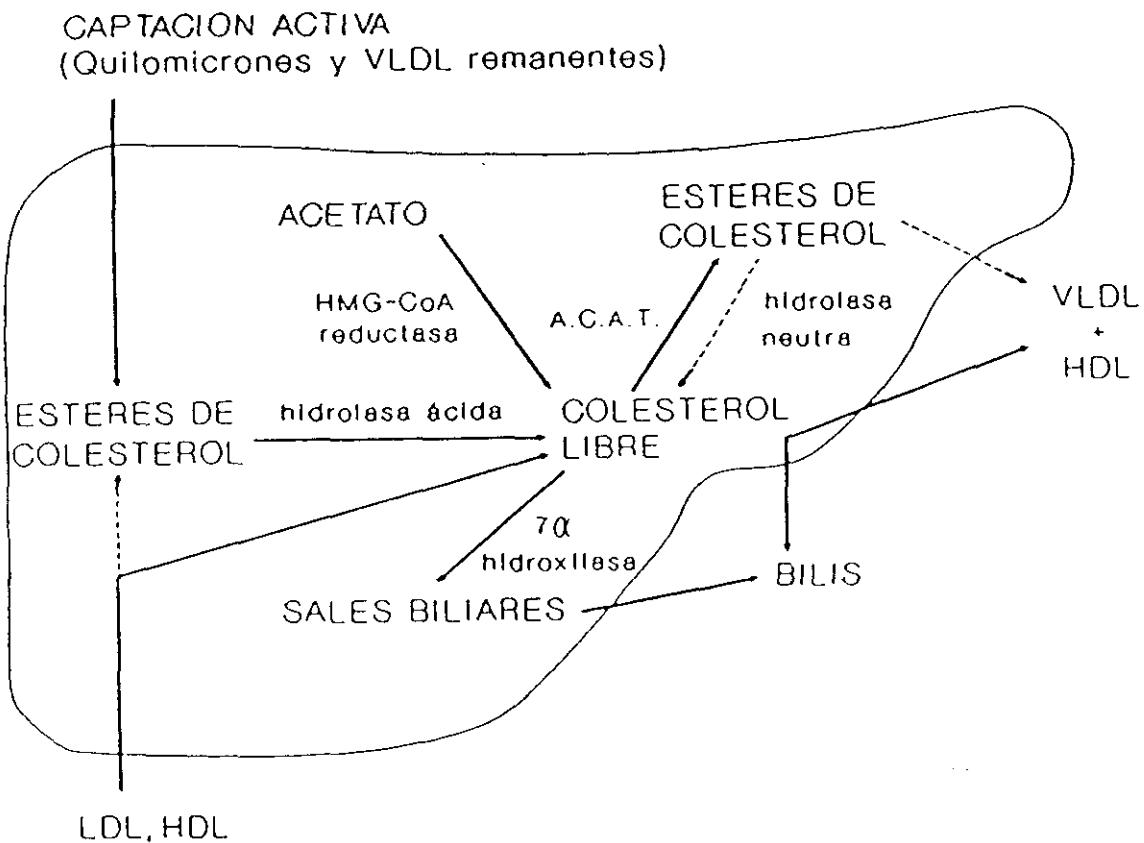 CAPTACION ACTIVA
(Quilomicrones y VLDL remanentes)
ACETATO
ESTERES DE
COLESTEROL
HMG-CoA
reductasa
A.C.A.T.
hidrolasa
neutra
VLDL
+
HDL
ESTERES DE
COLESTEROL
hidrolasa ácida
COLESTEROL
LIBRE
7α
hidroxilasa
SALES BILIARES
BILIS
LDL, HDL